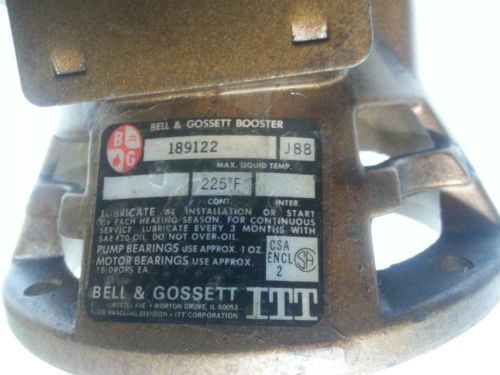 BELL & GOSSETT BOOSTER
B G
189122 J88
MAX. LIQUID TEMP.
225°F
CONT. INTER.
LUBRICATE AT INSTALLATION OR START
OF EACH HEATING SEASON. FOR CONTINUOUS
SERVICE LUBRICATE EVERY 3 MONTHS WITH
SAE #20 OIL. DO NOT OVER-OIL.
PUMP BEARINGS USE APPROX. 1 OZ.
MOTOR BEARINGS USE APPROX.
DROPS EA.
CSA
ENCL
2
SA
BELL & GOSSETT ITT
AUSTIN AVE • MORTON GROVE, IL 60053
FLUID HANDLING DIVISION • ITT CORPORATION